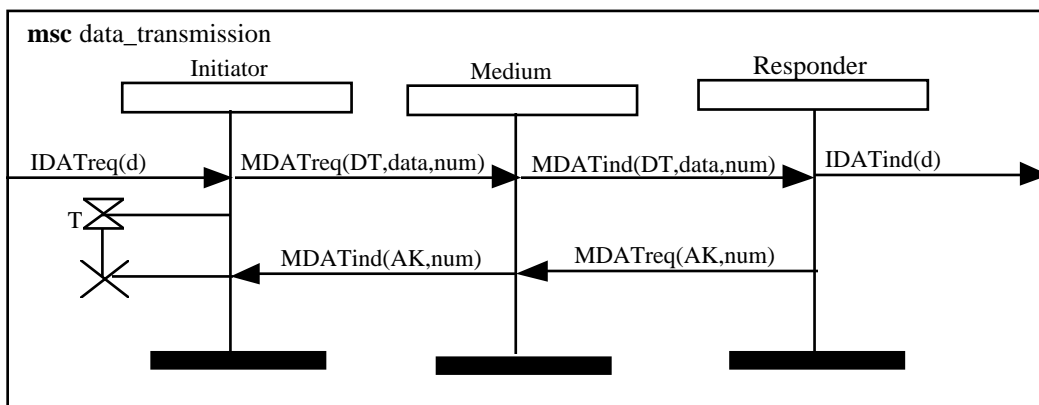 msc data_transmission
Initiator
Medium
Responder
IDATreq(d)
MDATreq(DT,data,num)
MDATind(DT,data,num)
IDATind(d)
T
MDATind(AK,num)
MDATreq(AK,num)